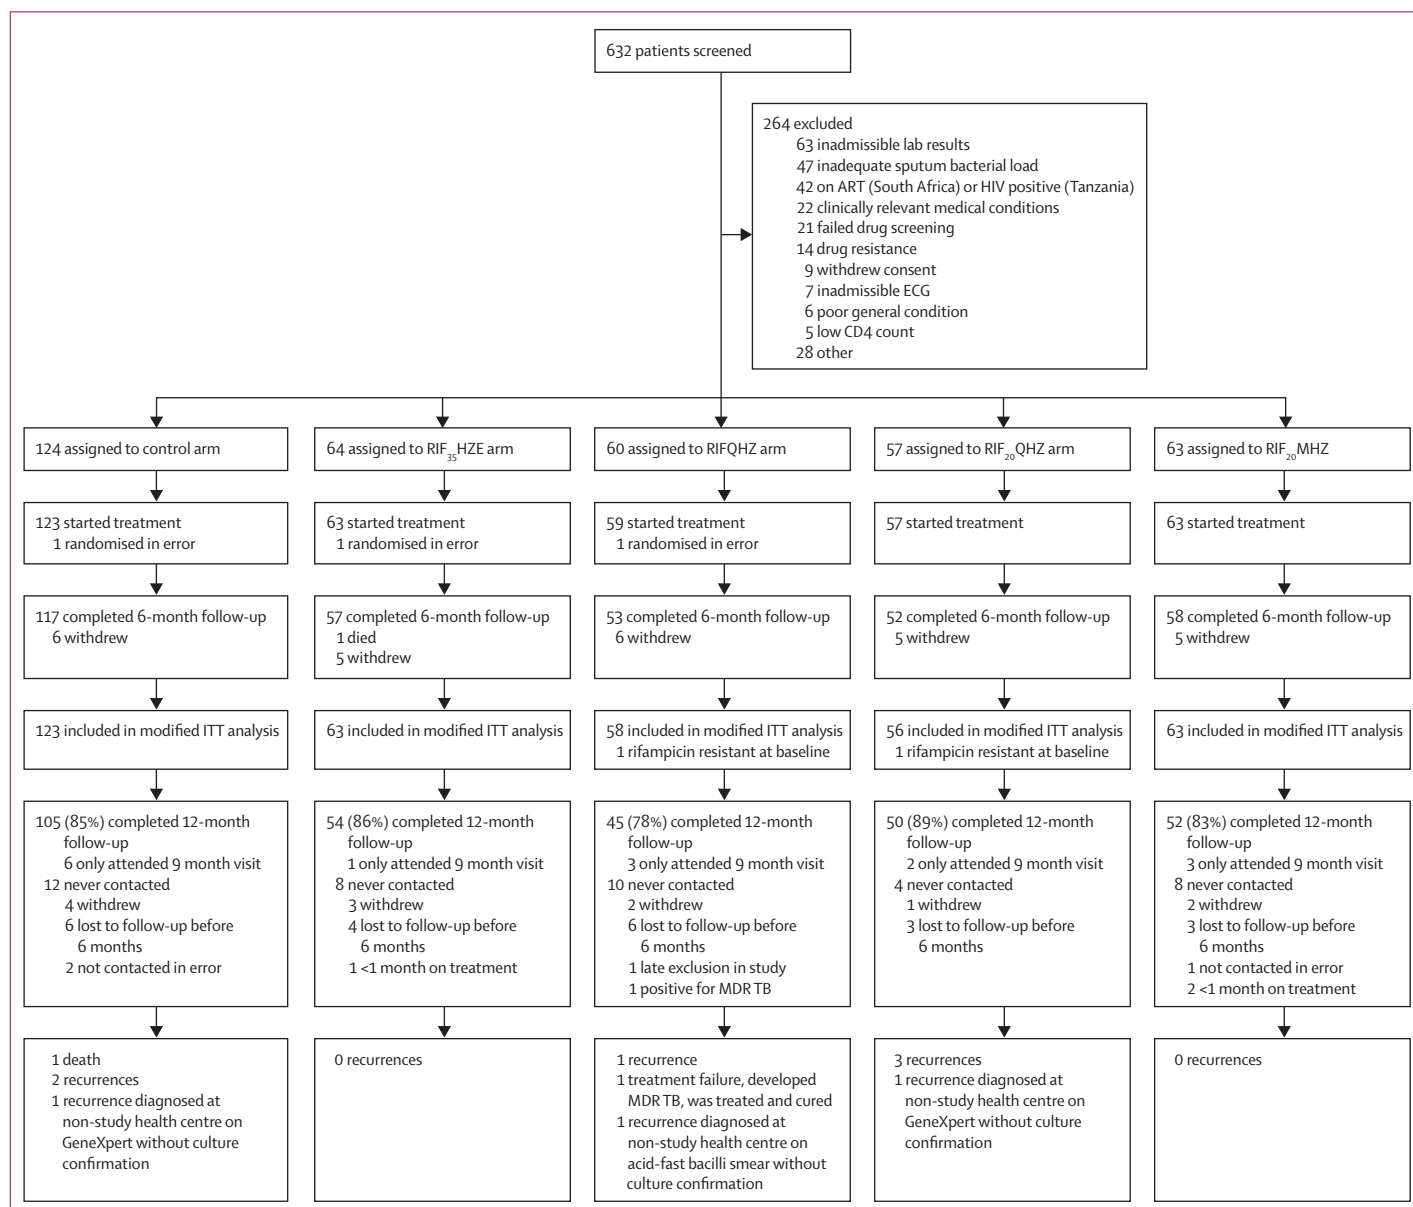 632 patients screened
264 excluded
63 inadmissible lab results
47 inadequate sputum bacterial load
42 on ART (South Africa) or HIV positive (Tanzania)
22 clinically relevant medical conditions
21 failed drug screening
14 drug resistance
9 withdrew consent
7 inadmissible ECG
6 poor general condition
5 low CD4 count
28 other
124 assigned to control arm
64 assigned to RIF35HZE arm
60 assigned to RIFQHZ arm
57 assigned to RIF20QHZ arm
63 assigned to RIF20MHZ
123 started treatment
1 randomised in error
63 started treatment
1 randomised in error
59 started treatment
1 randomised in error
57 started treatment
63 started treatment
117 completed 6-month follow-up
6 withdrew
57 completed 6-month follow-up
1 died
5 withdrew
53 completed 6-month follow-up
6 withdrew
52 completed 6-month follow-up
5 withdrew
58 completed 6-month follow-up
5 withdrew
123 included in modified ITT analysis
63 included in modified ITT analysis
58 included in modified ITT analysis
1 rifampicin resistant at baseline
56 included in modified ITT analysis
1 rifampicin resistant at baseline
63 included in modified ITT analysis
105 (85%) completed 12-month
follow-up
6 only attended 9 month visit
12 never contacted
4 withdrew
6 lost to follow-up before
6 months
2 not contacted in error
54 (86%) completed 12-month
follow-up
1 only attended 9 month visit
8 never contacted
3 withdrew
4 lost to follow-up before
6 months
1 <1 month on treatment
45 (78%) completed 12-month
follow-up
3 only attended 9 month visit
10 never contacted
2 withdrew
6 lost to follow-up before
6 months
1 late exclusion in study
1 positive for MDR TB
50 (89%) completed 12-month
follow-up
2 only attended 9 month visit
4 never contacted
1 withdrew
3 lost to follow-up before
6 months
52 (83%) completed 12-month
follow-up
3 only attended 9 month visit
8 never contacted
2 withdrew
3 lost to follow-up before
6 months
1 not contacted in error
2 <1 month on treatment
1 death
2 recurrences
1 recurrence diagnosed at
non-study health centre on
GeneXpert without culture
confirmation
0 recurrences
1 recurrence
1 treatment failure, developed
MDR TB, was treated and cured
1 recurrence diagnosed at
non-study health centre on
acid-fast bacilli smear without
culture confirmation
3 recurrences
1 recurrence diagnosed at
non-study health centre on
GeneXpert without culture
confirmation
0 recurrences